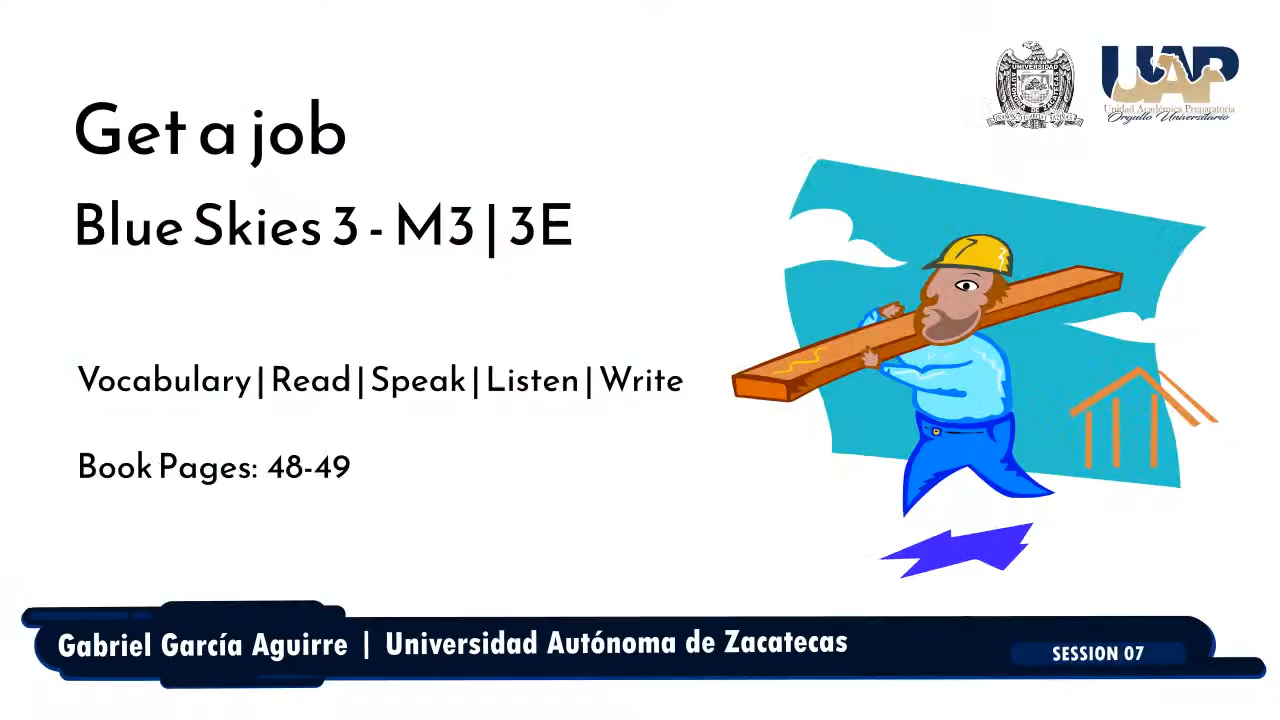 Get a job
Blue Skies 3 - M3 | 3E
Vocabulary | Read | Speak | Listen | Write
Book Pages: 48-49
UAP
Unidad Académica Preparatoria
Orgullo Universitario
UNIVERSIDAD
Gabriel García Aguirre | Universidad Autónoma de Zacatecas
SESSION 07